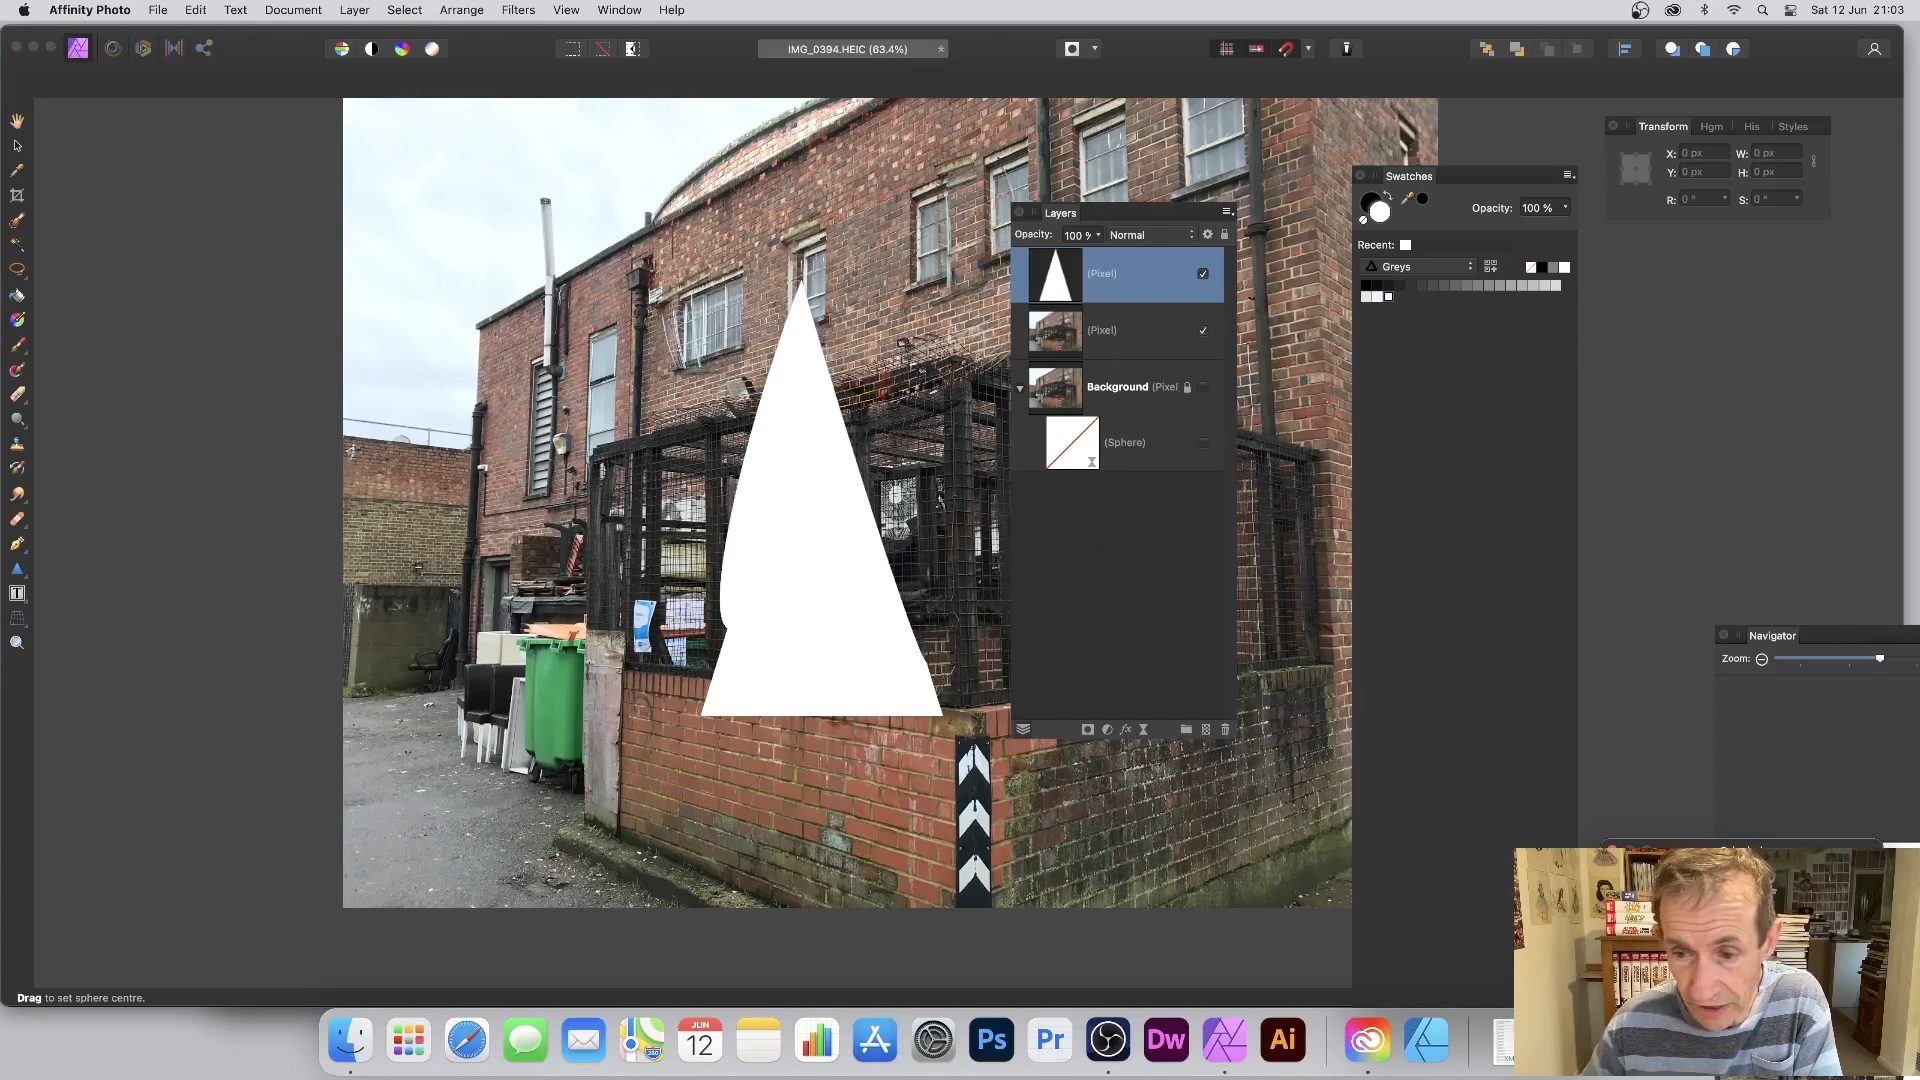 Affinity Photo File Edit Text Document Layer Select Arrange Filters View Window Help
Sat 12 Jun 21:03
IMG_0394.HEIC (63.4%) *
Transform Hgm His Styles
X: 0 px W: 0 px
Y: 0 px H: 0 px
R: 0 ° S: 0 °
Swatches
Opacity: 100 %
Recent:
Greys
Layers
Opacity: 100 % Normal
(Pixel)
(Pixel)
Background (Pixel
(Sphere)
Navigator
Zoom:
Drag to set sphere centre.
JUN
12
280
Ps
Pr
Dw
Ai